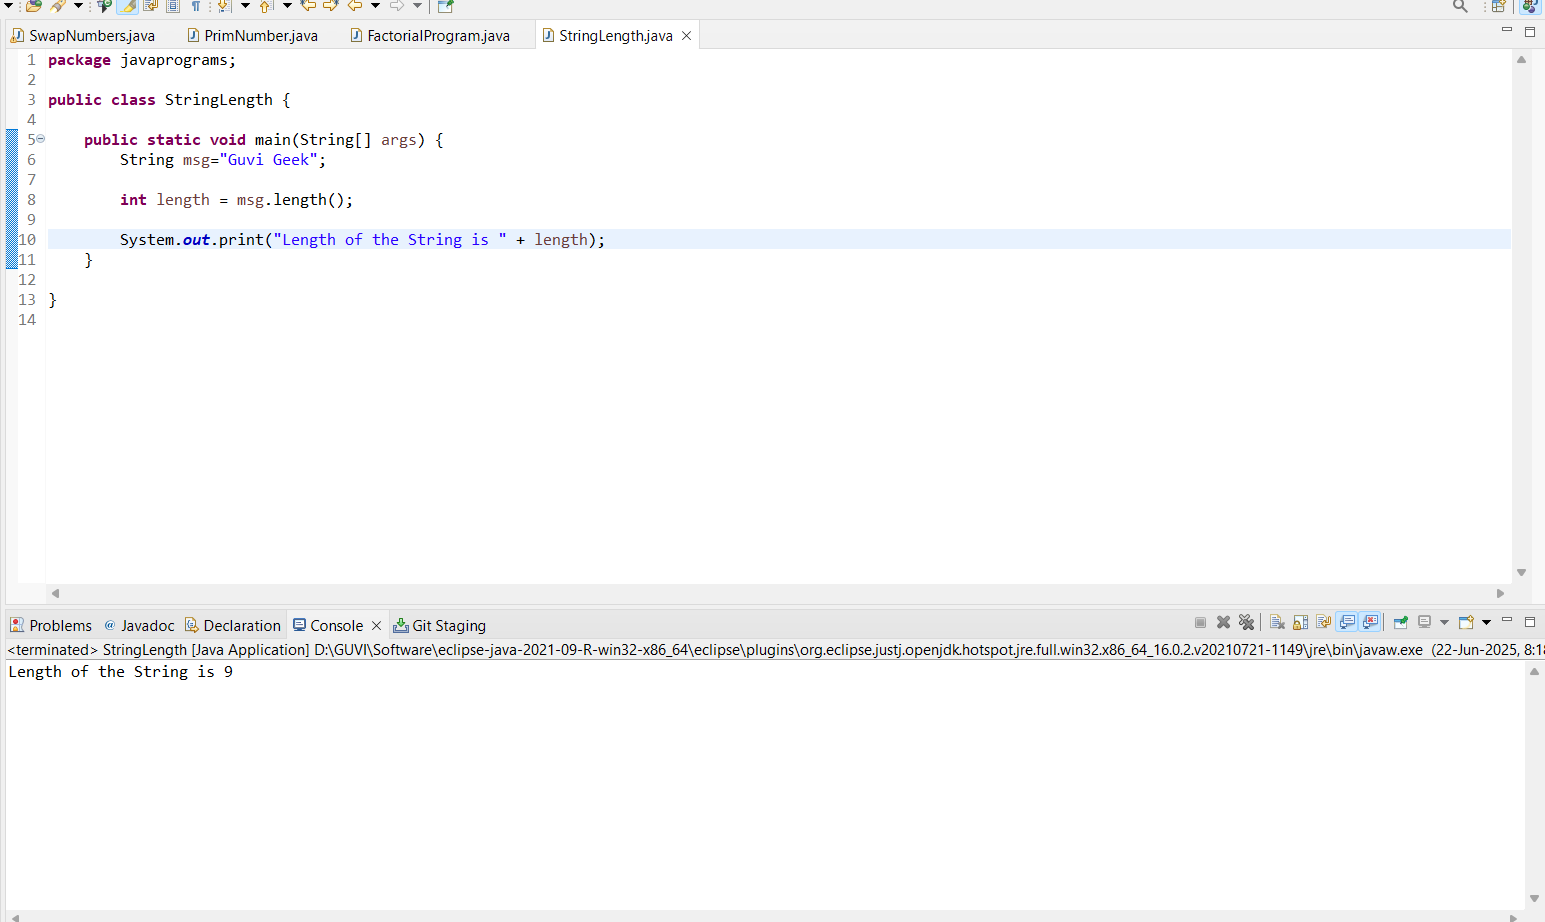 SwapNumbers.java PrimNumber.java FactorialProgram.java StringLength.java
1 package javaprograms;
2
3 public class StringLength {
4
5 public static void main(String[] args) {
6 String msg="Guvi Geek";
7
8 int length = msg.length();
9
10 System.out.print("Length of the String is " + length);
11 }
12
13 }
14
Problems @ Javadoc Declaration Console Git Staging
<terminated> StringLength [Java Application] D:\GUVI\Software\eclipse-java-2021-09-R-win32-x86_64\eclipse\plugins\org.eclipse.justj.openjdk.hotspot.jre.full.win32.x86_64_16.0.2.v20210721-1149\jre\bin\javaw.exe (22-Jun-2025, 8:18
Length of the String is 9